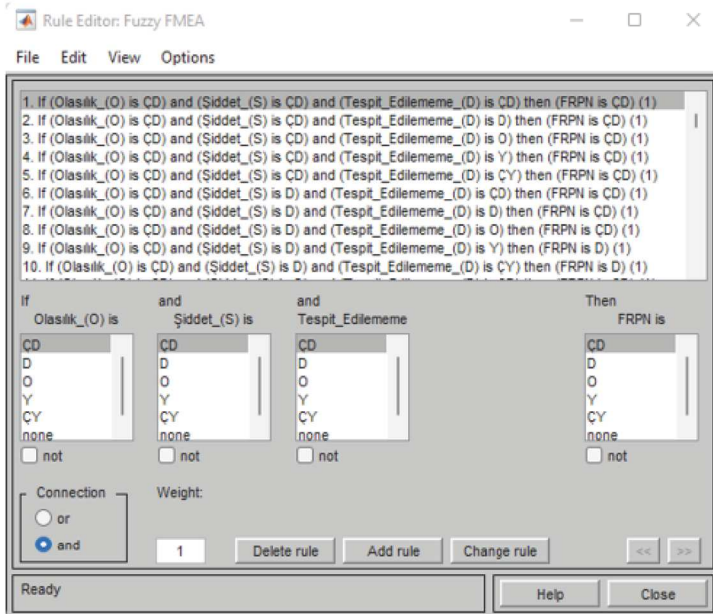 Rule Editor: Fuzzy FMEA
File Edit View Options
1. If (Olasılık_(O) is ÇD) and (Şiddet_(S) is ÇD) and (Tespit_Edilememe_(D) is ÇD) then (FRPN is ÇD) (1)
2. If (Olasılık_(O) is ÇD) and (Şiddet_(S) is ÇD) and (Tespit_Edilememe_(D) is D) then (FRPN is ÇD) (1)
3. If (Olasılık_(O) is ÇD) and (Şiddet_(S) is ÇD) and (Tespit_Edilememe_(D) is O) then (FRPN is ÇD) (1)
4. If (Olasılık_(O) is ÇD) and (Şiddet_(S) is ÇD) and (Tespit_Edilememe_(D) is Y) then (FRPN is ÇD) (1)
5. If (Olasılık_(O) is ÇD) and (Şiddet_(S) is ÇD) and (Tespit_Edilememe_(D) is ÇY) then (FRPN is ÇD) (1)
6. If (Olasılık_(O) is ÇD) and (Şiddet_(S) is D) and (Tespit_Edilememe_(D) is ÇD) then (FRPN is ÇD) (1)
7. If (Olasılık_(O) is ÇD) and (Şiddet_(S) is D) and (Tespit_Edilememe_(D) is D) then (FRPN is ÇD) (1)
8. If (Olasılık_(O) is ÇD) and (Şiddet_(S) is D) and (Tespit_Edilememe_(D) is O) then (FRPN is ÇD) (1)
9. If (Olasılık_(O) is ÇD) and (Şiddet_(S) is D) and (Tespit_Edilememe_(D) is Y) then (FRPN is D) (1)
10. If (Olasılık_(O) is ÇD) and (Şiddet_(S) is D) and (Tespit_Edilememe_(D) is ÇY) then (FRPN is D) (1)
If and and Then
Olasılık_(O) is Şiddet_(S) is Tespit_Edilememe FRPN is
ÇD ÇD ÇD ÇD
D D D D
O O O O
Y Y Y Y
ÇY ÇY ÇY ÇY
none none none none
not not not not
Connection Weight:
or
and 1 Delete rule Add rule Change rule << >>
Ready Help Close